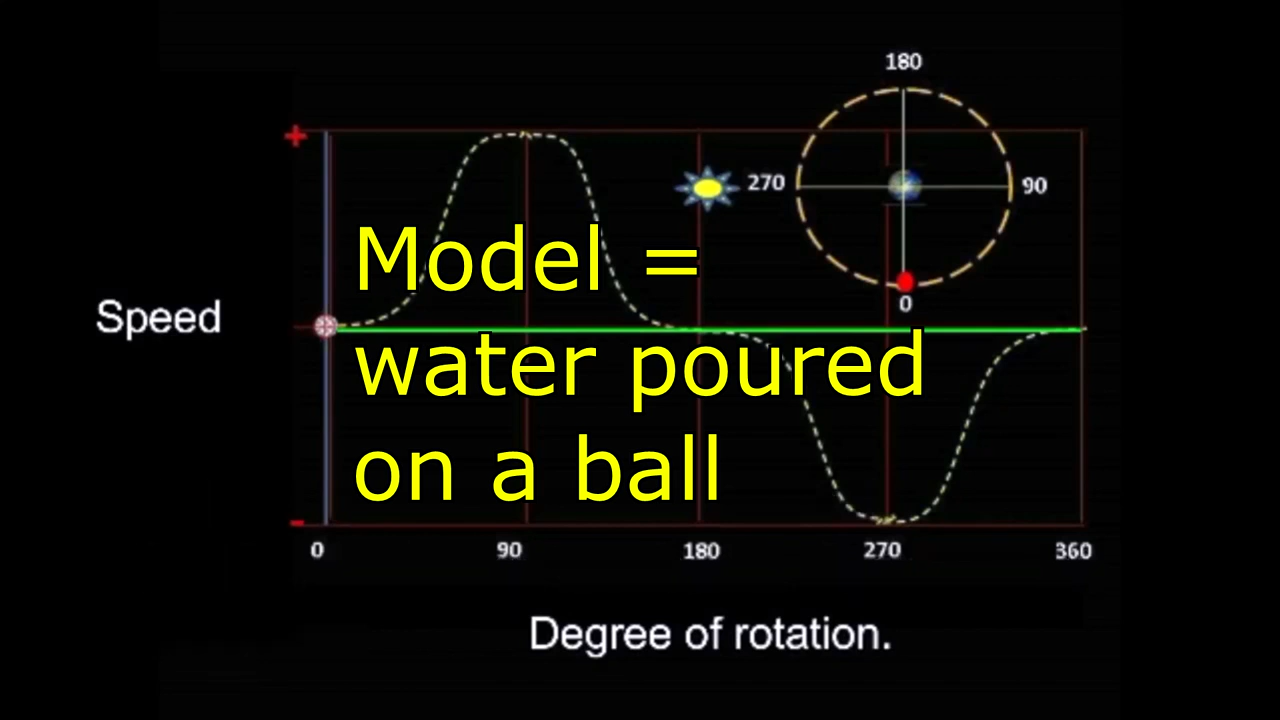 180
+
270
90
Model =
0
Speed
water poured
on a ball
-
0
90
180
270
360
Degree of rotation.